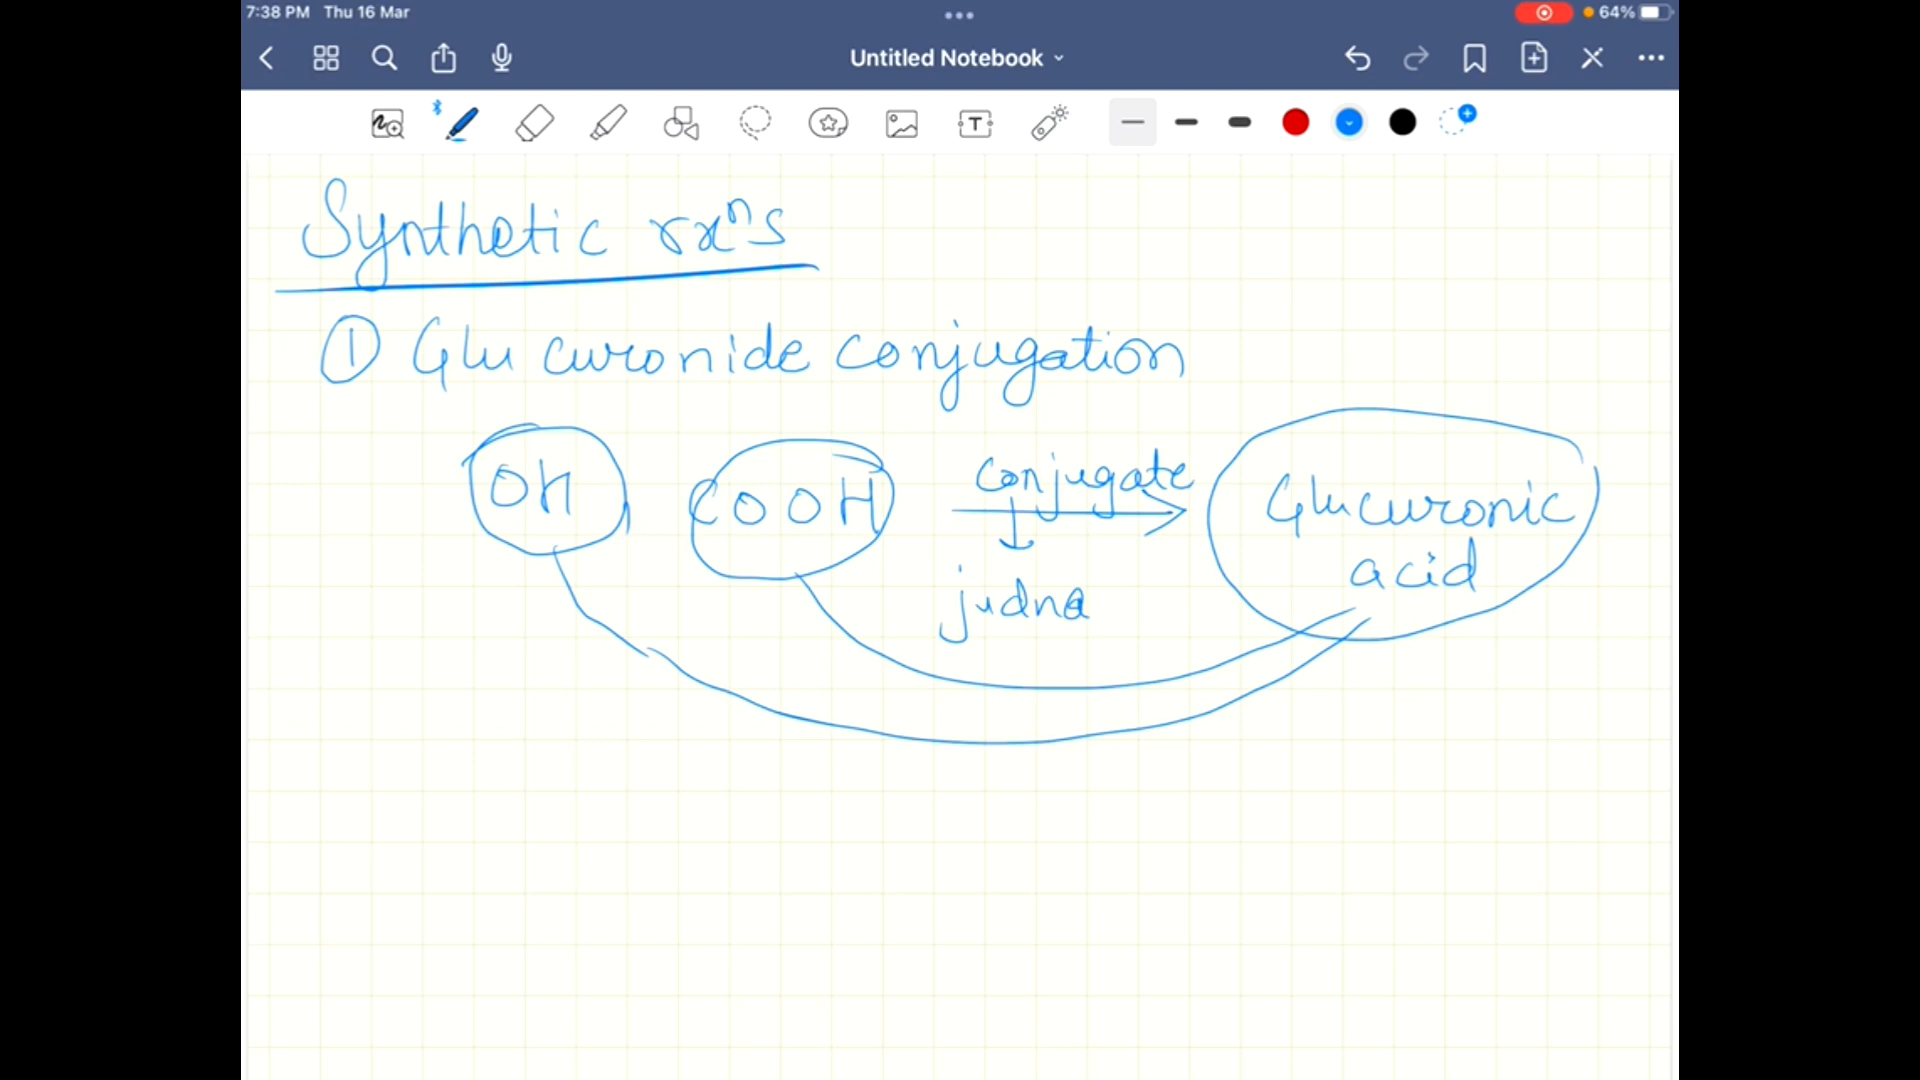 7:38 PM Thu 16 Mar
64%
Untitled Notebook
T
Synthetic rxⁿs
① Glucuronide conjugation
OH COOH conjugate Glucuronic
acid
judna